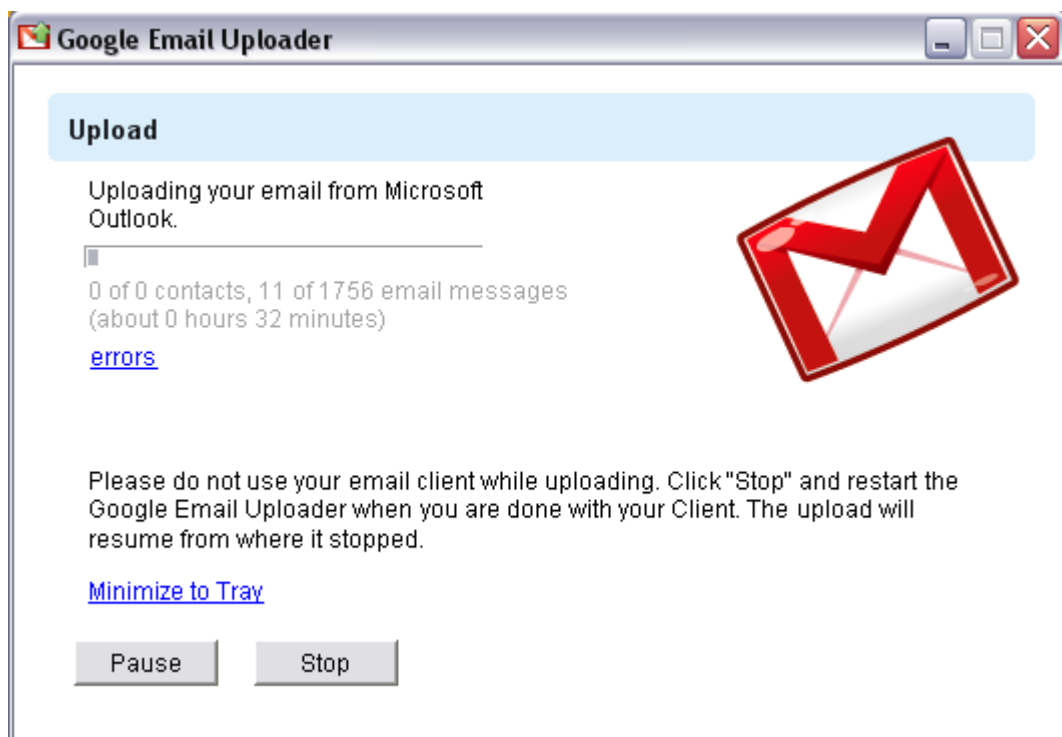 Google Email Uploader
Upload
Uploading your email from Microsoft
Outlook.
0 of 0 contacts, 11 of 1756 email messages
(about 0 hours 32 minutes)
errors
Please do not use your email client while uploading. Click "Stop" and restart the
Google Email Uploader when you are done with your Client. The upload will
resume from where it stopped.
Minimize to Tray
Pause Stop